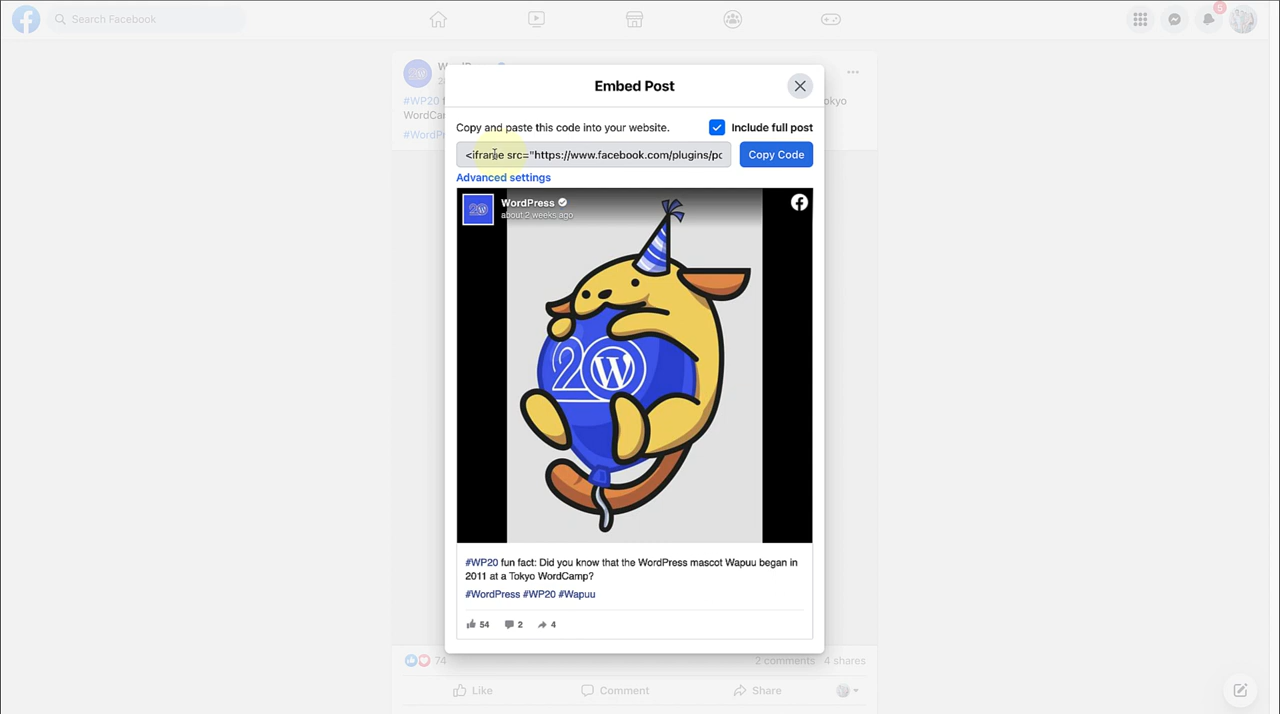 Search Facebook
5
Embed Post
Copy and paste this code into your website.
Include full post
<iframe src="https://www.facebook.com/plugins/pc
Copy Code
Advanced settings
20
WordPress
about 2 weeks ago
20 W
#WP20 fun fact: Did you know that the WordPress mascot Wapuu began in
2011 at a Tokyo WordCamp?
#WordPress #WP20 #Wapuu
54 2 4
74
2 comments 4 shares
Like Comment Share